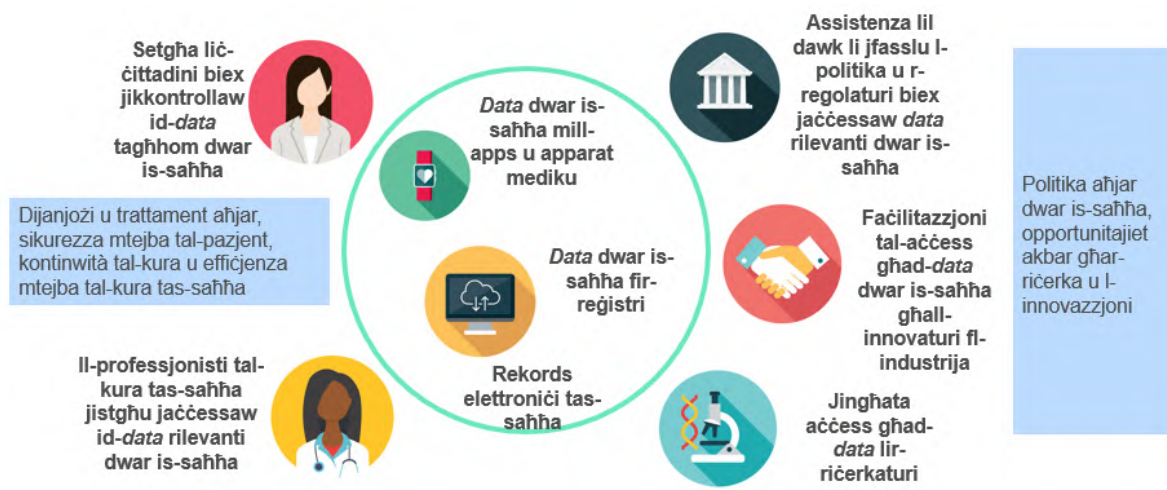 Setgħa liċ-
ċittadini biex
jikkontrollaw
id-data
tagħhom dwar
is-saħħa
Dijanjożi u trattament aħjar,
sikurezza mtejba tal-pazjent,
kontinwità tal-kura u effiċjenza
mtejba tal-kura tas-saħħa
Il-professjonisti tal-
kura tas-saħħa
jistgħu jaċċessaw
id-data rilevanti
dwar is-saħħa
Data dwar is-
saħħa mill-
apps u apparat
mediku
Data dwar is-
saħħa fir-
reġistri
Rekords
elettroniċi tas-
saħħa
Assistenza lil
dawk li jfasslu l-
politika u r-
regolaturi biex
jaċċessaw data
rilevanti dwar is-
saħħa
Faċilitazzjoni
tal-aċċess
għad-data
dwar is-saħħa
għall-
innovaturi fl-
industrija
Jingħata
aċċess għad-
data lir-
riċerkaturi
Politika aħjar
dwar is-saħħa,
opportunitajiet
akbar għar-
riċerka u l-
innovazzjoni